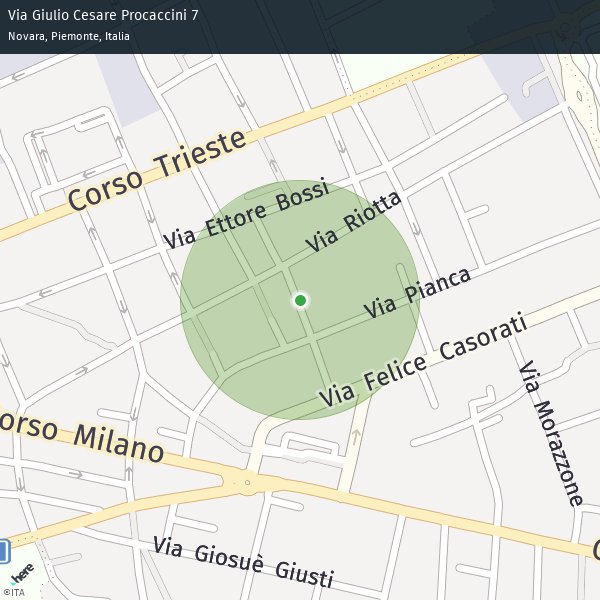 Via Giulio Cesare Procaccini 7
Novara, Piemonte, Italia
Corso Trieste
Via Ettore Bossi
Via Riotta
Via Pianca
Via Felice Casorati
orso Milano
Via Morazzone
Via Giosuè Giusti
C
here
©ITA